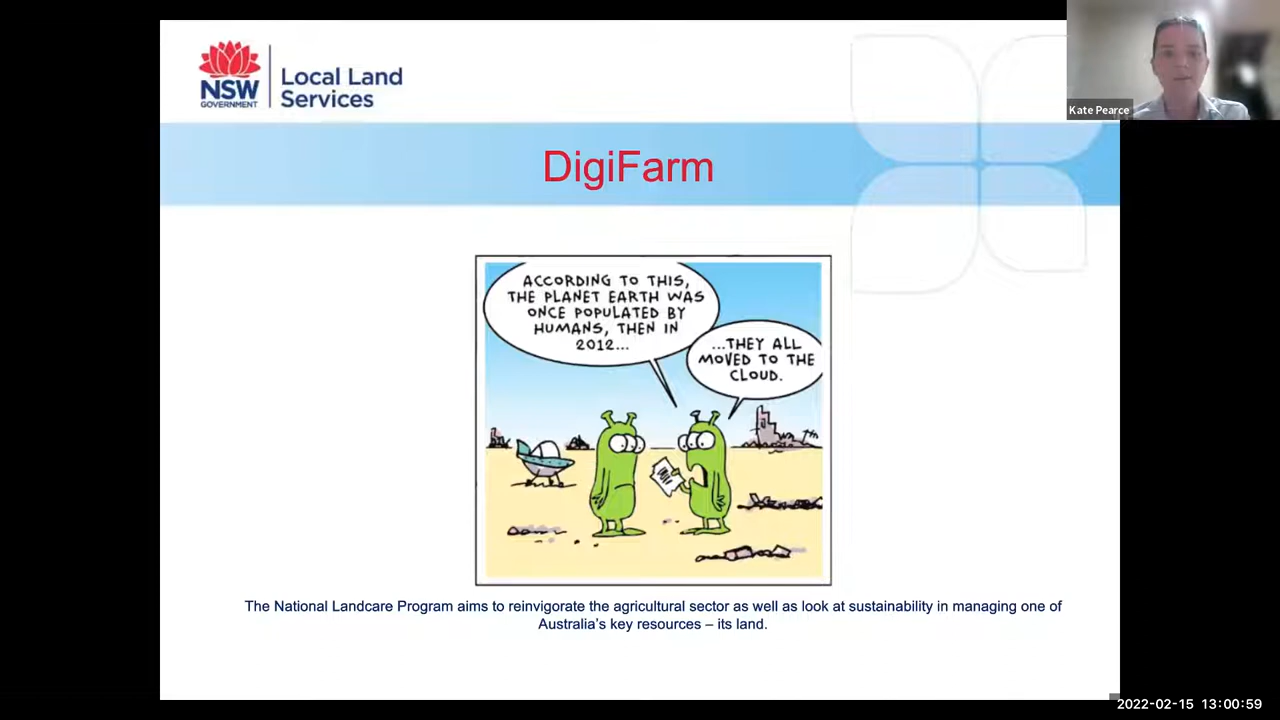 NSW
GOVERNMENT
Local Land
Services
Kate Pearce
DigiFarm
ACCORDING TO THIS,
THE PLANET EARTH WAS
ONCE POPULATED BY
HUMANS, THEN IN
2012...
...THEY ALL
MOVED TO THE
CLOUD.
The National Landcare Program aims to reinvigorate the agricultural sector as well as look at sustainability in managing one of
Australia's key resources – its land.
2022-02-15 13:00:59